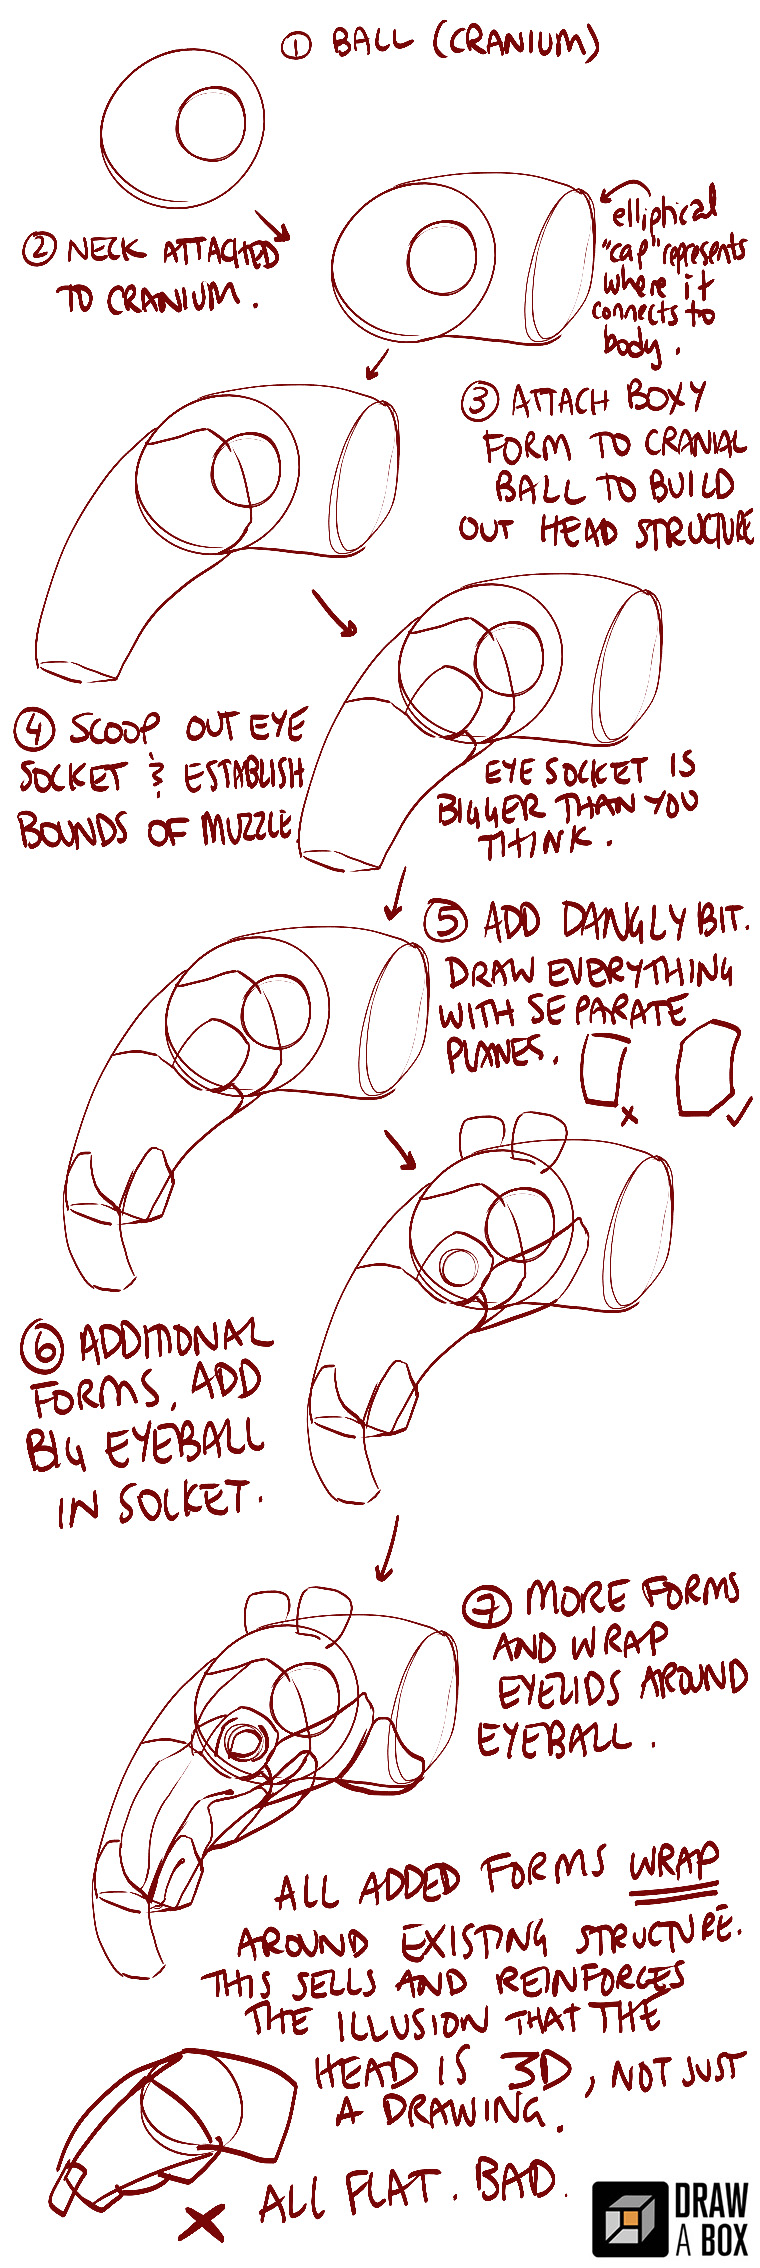 ① BALL (CRANIUM)
② NECK ATTACHED
TO CRANIUM.
elliptical
"cap" represents
where it
connects to
body.
③ ATTACH BOXY
FORM TO CRANIAL
BALL TO BUILD
OUT HEAD STRUCTURE
④ SCOOP OUT EYE
SOCKET & ESTABLISH
BOUNDS OF MUZZLE
EYE SOCKET IS
BIGGER THAN YOU
THINK.
⑤ ADD DANGLY BIT.
DRAW EVERYTHING
WITH SEPARATE
PLANES.
⑥ ADDITIONAL
FORMS, ADD
BIG EYEBALL
IN SOCKET.
⑦ MORE FORMS
AND WRAP
EYELIDS AROUND
EYEBALL.
ALL ADDED FORMS WRAP
AROUND EXISTING STRUCTURE.
THIS SELLS AND REINFORCES
THE ILLUSION THAT THE
HEAD IS 3D, NOT JUST
A DRAWING.
ALL FLAT. BAD.
DRAW
A BOX